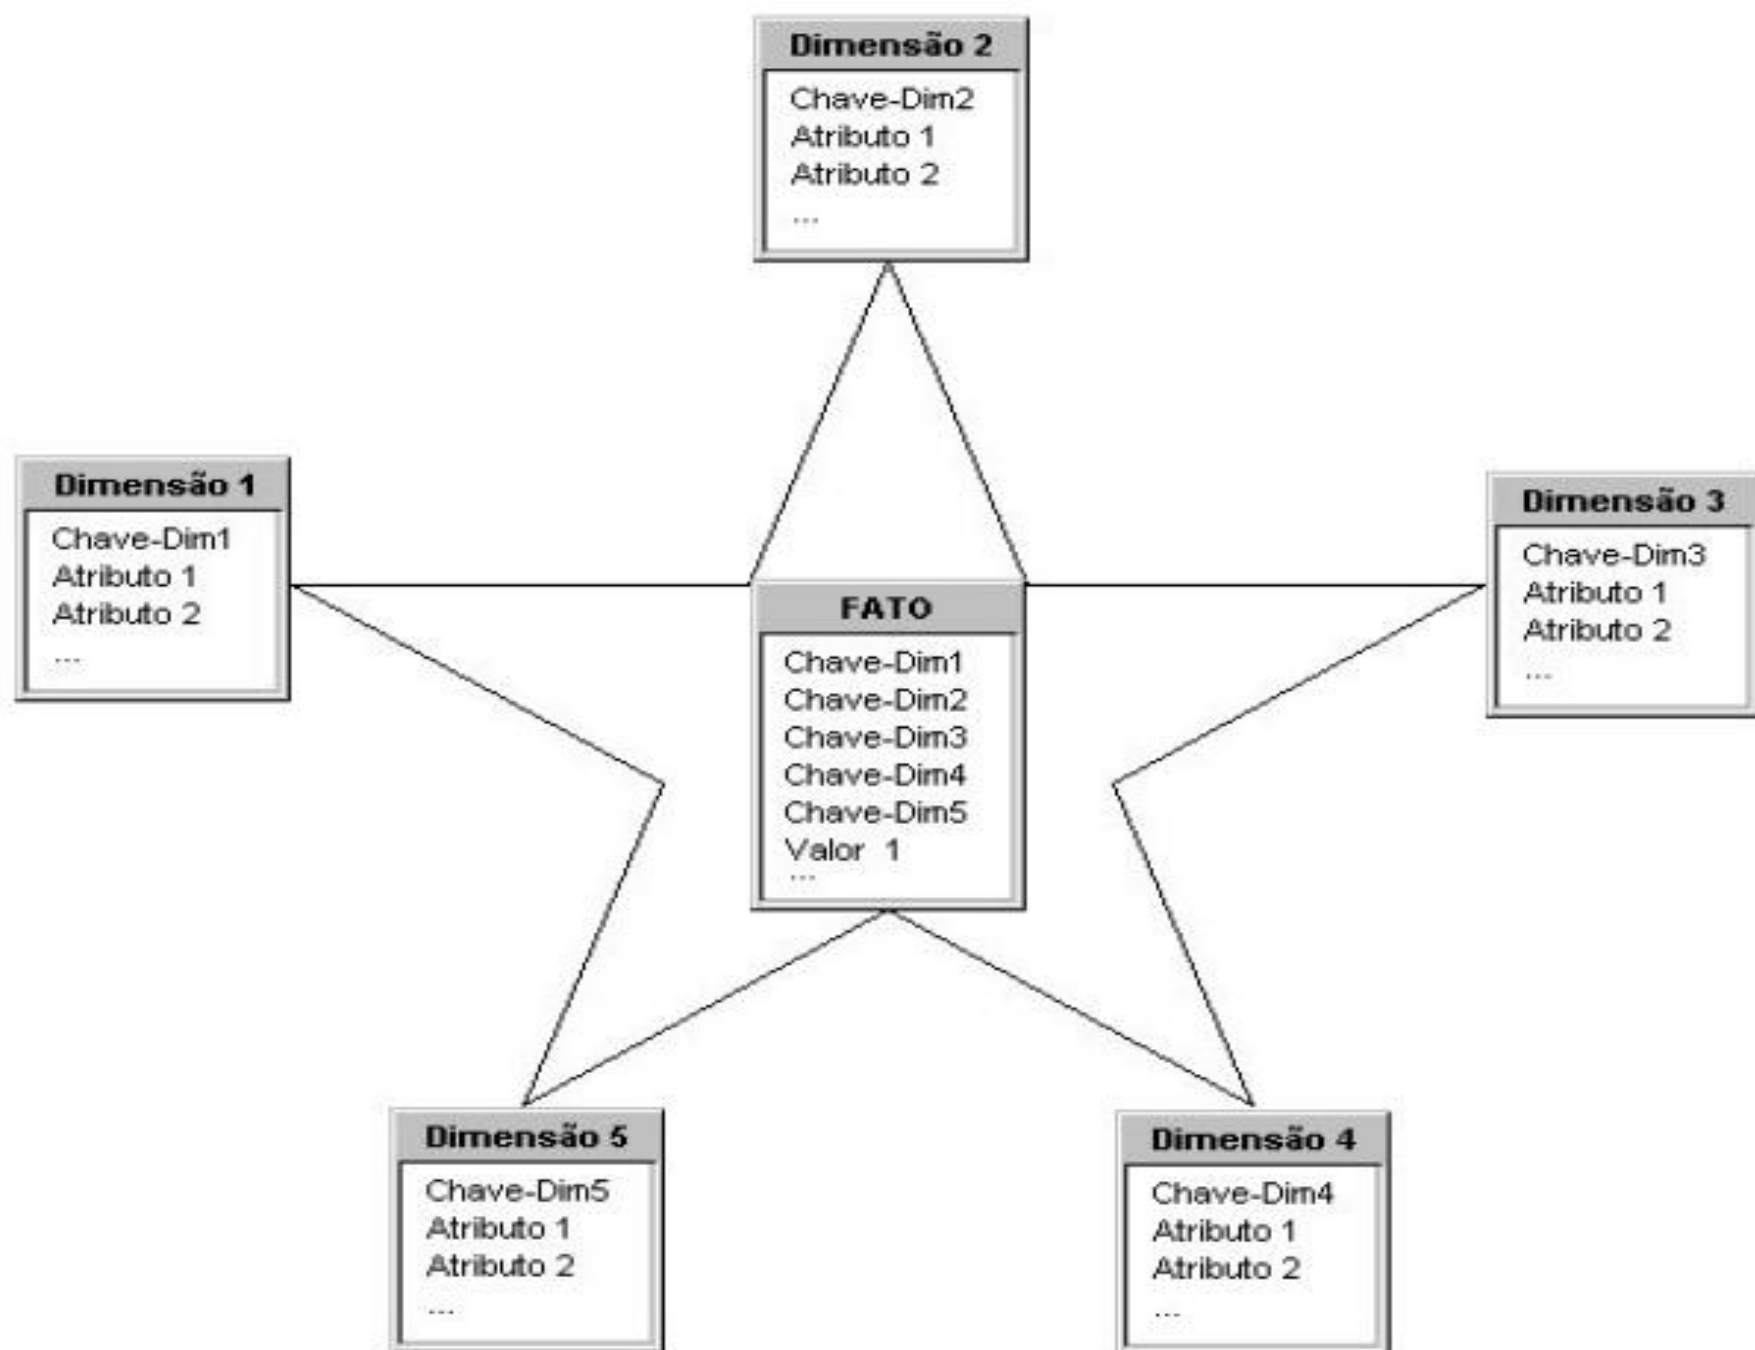 Dimensão 2
Chave-Dim2
Atributo 1
Atributo 2
...
Dimensão 1
Chave-Dim1
Atributo 1
Atributo 2
...
Dimensão 3
Chave-Dim3
Atributo 1
Atributo 2
...
FATO
Chave-Dim1
Chave-Dim2
Chave-Dim3
Chave-Dim4
Chave-Dim5
Valor 1
...
Dimensão 5
Chave-Dim5
Atributo 1
Atributo 2
...
Dimensão 4
Chave-Dim4
Atributo 1
Atributo 2
...